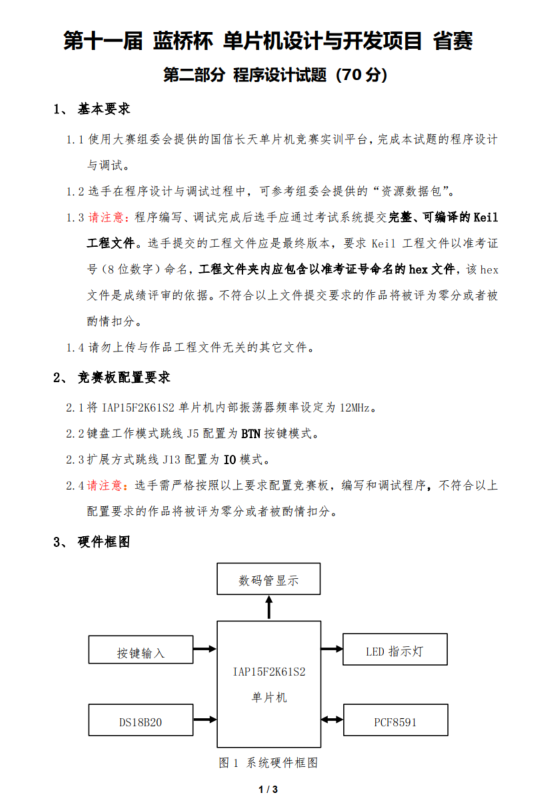 第十一届 蓝桥杯 单片机设计与开发项目 省赛
第二部分 程序设计试题（70 分）
1、 基本要求
1.1 使用大赛组委会提供的国信长天单片机竞赛实训平台，完成本试题的程序设计
与调试。
1.2 选手在程序设计与调试过程中，可参考组委会提供的“资源数据包”。
1.3 请注意：程序编写、调试完成后选手应通过考试系统提交完整、可编译的 Keil
工程文件。选手提交的工程文件应是最终版本，要求 Keil 工程文件以准考证
号（8 位数字）命名，工程文件夹内应包含以准考证号命名的 hex 文件，该 hex
文件是成绩评审的依据。不符合以上文件提交要求的作品将被评为零分或者被
酌情扣分。
1.4 请勿上传与作品工程文件无关的其它文件。
2、 竞赛板配置要求
2.1 将 IAP15F2K61S2 单片机内部振荡器频率设定为 12MHz。
2.2 键盘工作模式跳线 J5 配置为 BTN 按键模式。
2.3 扩展方式跳线 J13 配置为 IO 模式。
2.4 请注意：选手需严格按照以上要求配置竞赛板，编写和调试程序，不符合以上
配置要求的作品将被评为零分或者被酌情扣分。
3、 硬件框图
数码管显示
按键输入
LED 指示灯
IAP15F2K61S2
单片机
DS18B20
PCF8591
图 1 系统硬件框图
1 / 3